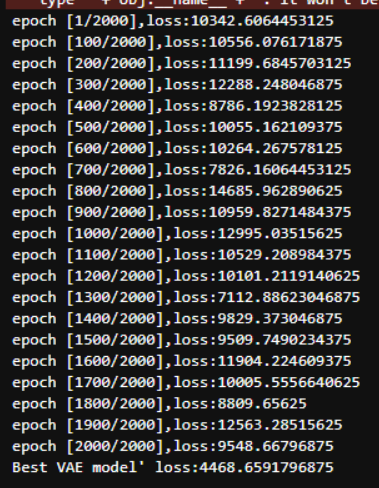 type " + obj.__name__ + ". It won't be
epoch [1/2000],loss:10342.6064453125
epoch [100/2000],loss:10556.076171875
epoch [200/2000],loss:11199.6845703125
epoch [300/2000],loss:12288.248046875
epoch [400/2000],loss:8786.1923828125
epoch [500/2000],loss:10055.162109375
epoch [600/2000],loss:10264.267578125
epoch [700/2000],loss:7826.16064453125
epoch [800/2000],loss:14685.962890625
epoch [900/2000],loss:10959.8271484375
epoch [1000/2000],loss:12995.03515625
epoch [1100/2000],loss:10529.208984375
epoch [1200/2000],loss:10101.2119140625
epoch [1300/2000],loss:7112.88623046875
epoch [1400/2000],loss:9829.373046875
epoch [1500/2000],loss:9509.7490234375
epoch [1600/2000],loss:11904.224609375
epoch [1700/2000],loss:10005.5556640625
epoch [1800/2000],loss:8809.65625
epoch [1900/2000],loss:12563.28515625
epoch [2000/2000],loss:9548.66796875
Best VAE model' loss:4468.6591796875